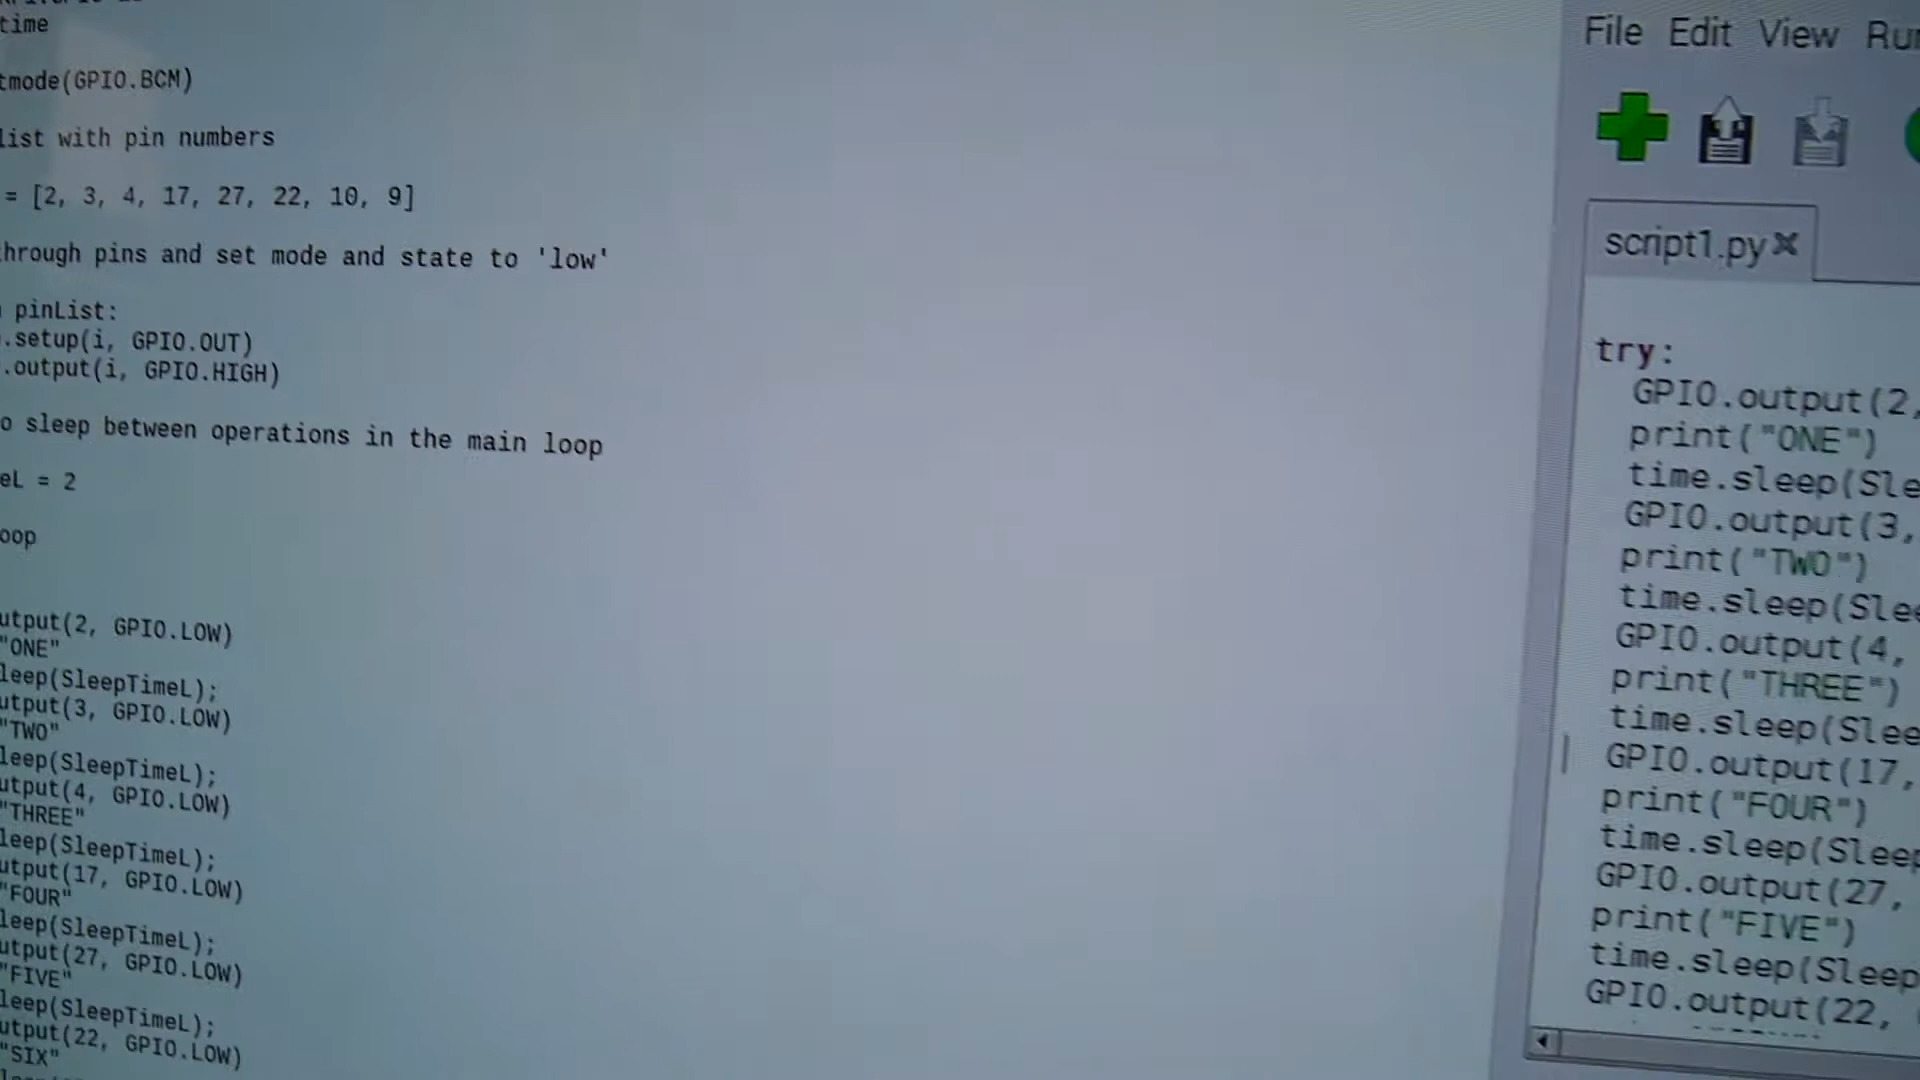 time
tmode(GPIO.BCM)
list with pin numbers
= [2, 3, 4, 17, 27, 22, 10, 9]
hrough pins and set mode and state to 'low'
pinList:
.setup(i, GPIO.OUT)
.output(i, GPIO.HIGH)
o sleep between operations in the main loop
eL = 2
oop
utput(2, GPIO.LOW)
"ONE"
leep(SleepTimeL);
utput(3, GPIO.LOW)
"TWO"
leep(SleepTimeL);
utput(4, GPIO.LOW)
"THREE"
leep(SleepTimeL);
utput(17, GPIO.LOW)
"FOUR"
leep(SleepTimeL);
utput(27, GPIO.LOW)
"FIVE"
leep(SleepTimeL);
utput(22, GPIO.LOW)
"SIX"
File Edit View Ru
script1.py
try:
GPIO.output(2,
print("ONE")
time.sleep(Sle
GPIO.output(3,
print("TWO")
time.sleep(Slee
GPIO.output(4,
print("THREE")
time.sleep(Slee
GPIO.output(17,
print("FOUR")
time.sleep(Sleep
GPIO.output(27,
print("FIVE")
time.sleep(Sleep
GPIO.output(22,